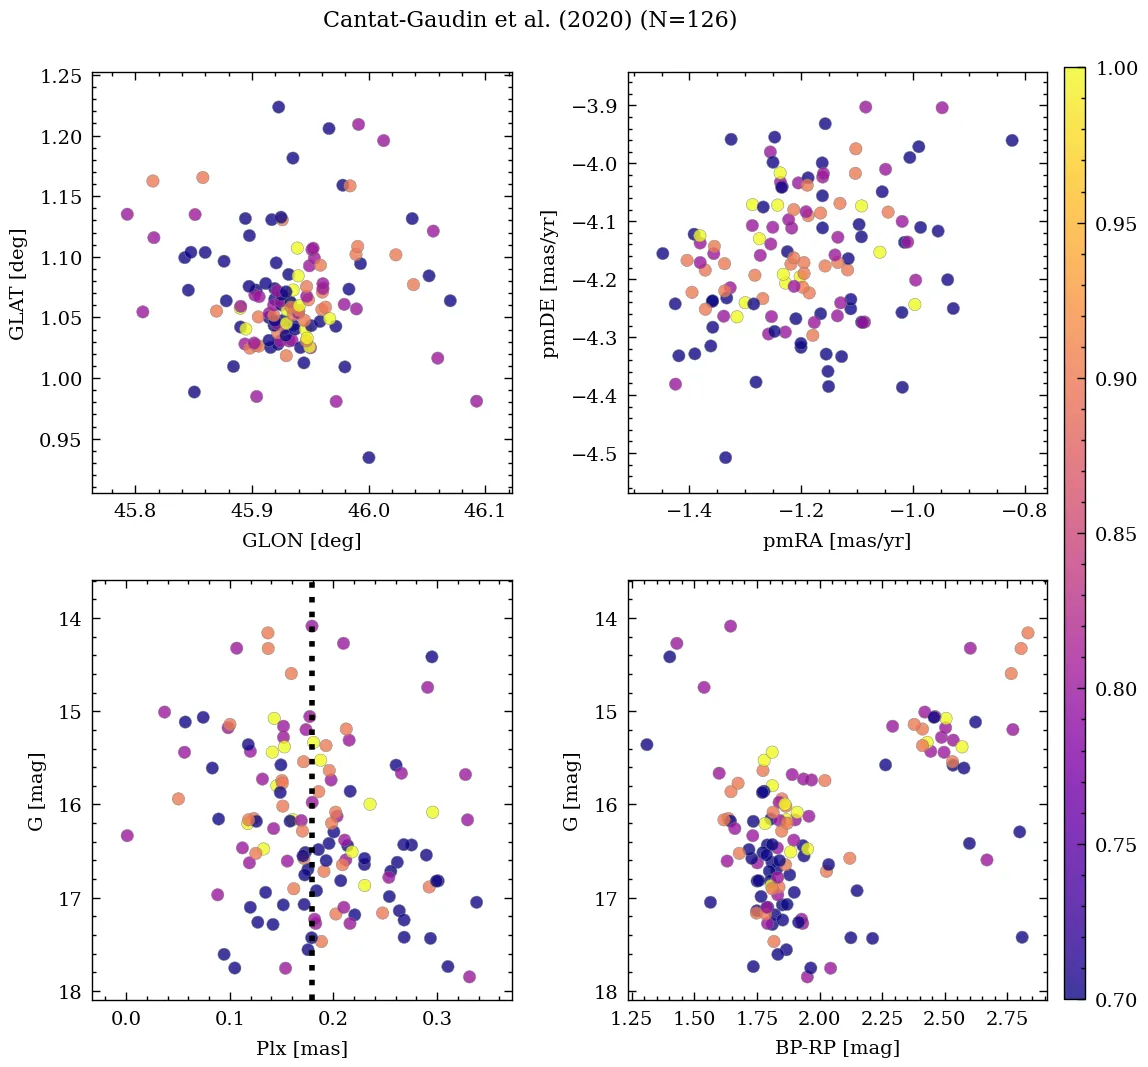 Cantat-Gaudin et al. (2020) (N=126)
1.25
1.20
1.15
1.10
1.05
1.00
0.95
GLAT [deg]
45.8 45.9 46.0 46.1
GLON [deg]
−3.9
−4.0
−4.1
−4.2
−4.3
−4.4
−4.5
pmDE [mas/yr]
−1.4 −1.2 −1.0 −0.8
pmRA [mas/yr]
14
15
16
17
18
G [mag]
0.0 0.1 0.2 0.3
Plx [mas]
14
15
16
17
18
G [mag]
1.25 1.50 1.75 2.00 2.25 2.50 2.75
BP-RP [mag]
1.00
0.95
0.90
0.85
0.80
0.75
0.70